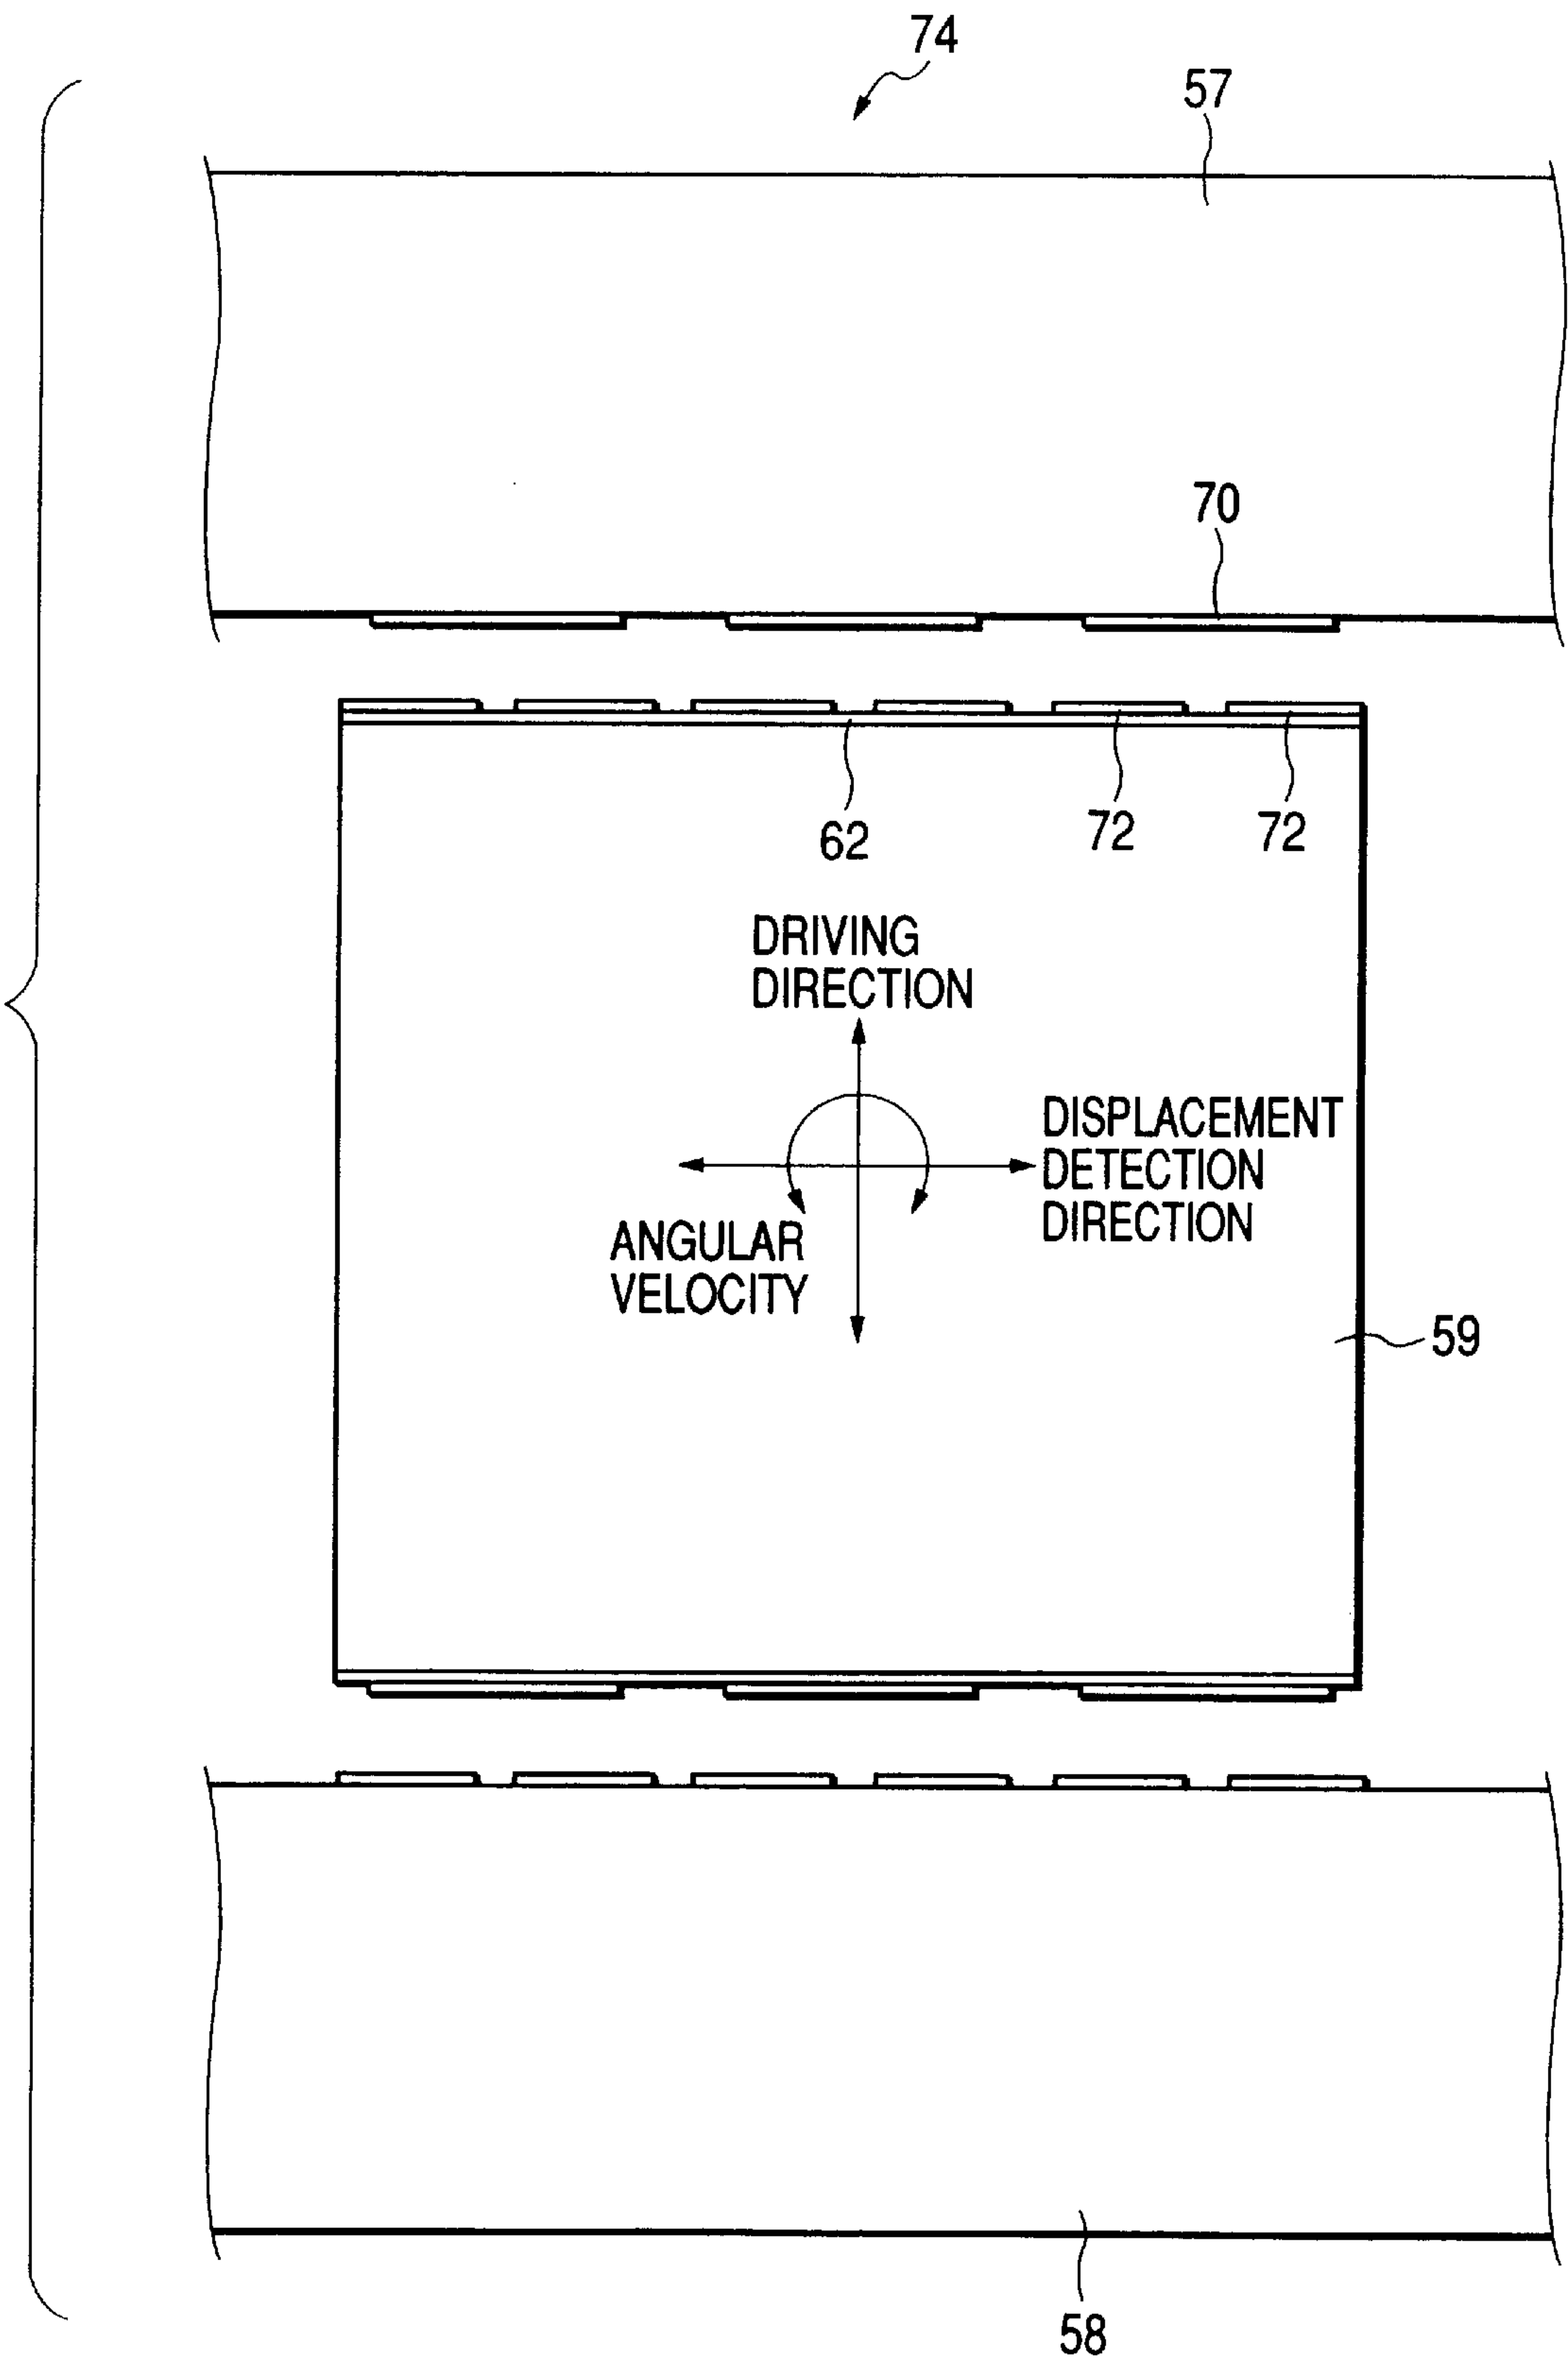 74
57
70
62
72
72
DRIVING
DIRECTION
DISPLACEMENT
DETECTION
DIRECTION
ANGULAR
VELOCITY
59
58